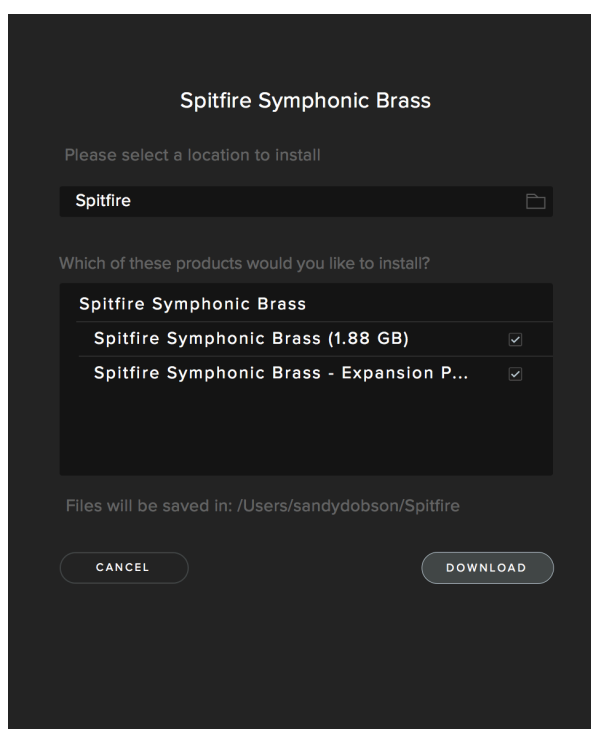 Spitfire Symphonic Brass
Please select a location to install
Spitfire
Which of these products would you like to install?
Spitfire Symphonic Brass
Spitfire Symphonic Brass (1.88 GB)
Spitfire Symphonic Brass - Expansion P...
Files will be saved in: /Users/sandydobson/Spitfire
CANCEL
DOWNLOAD